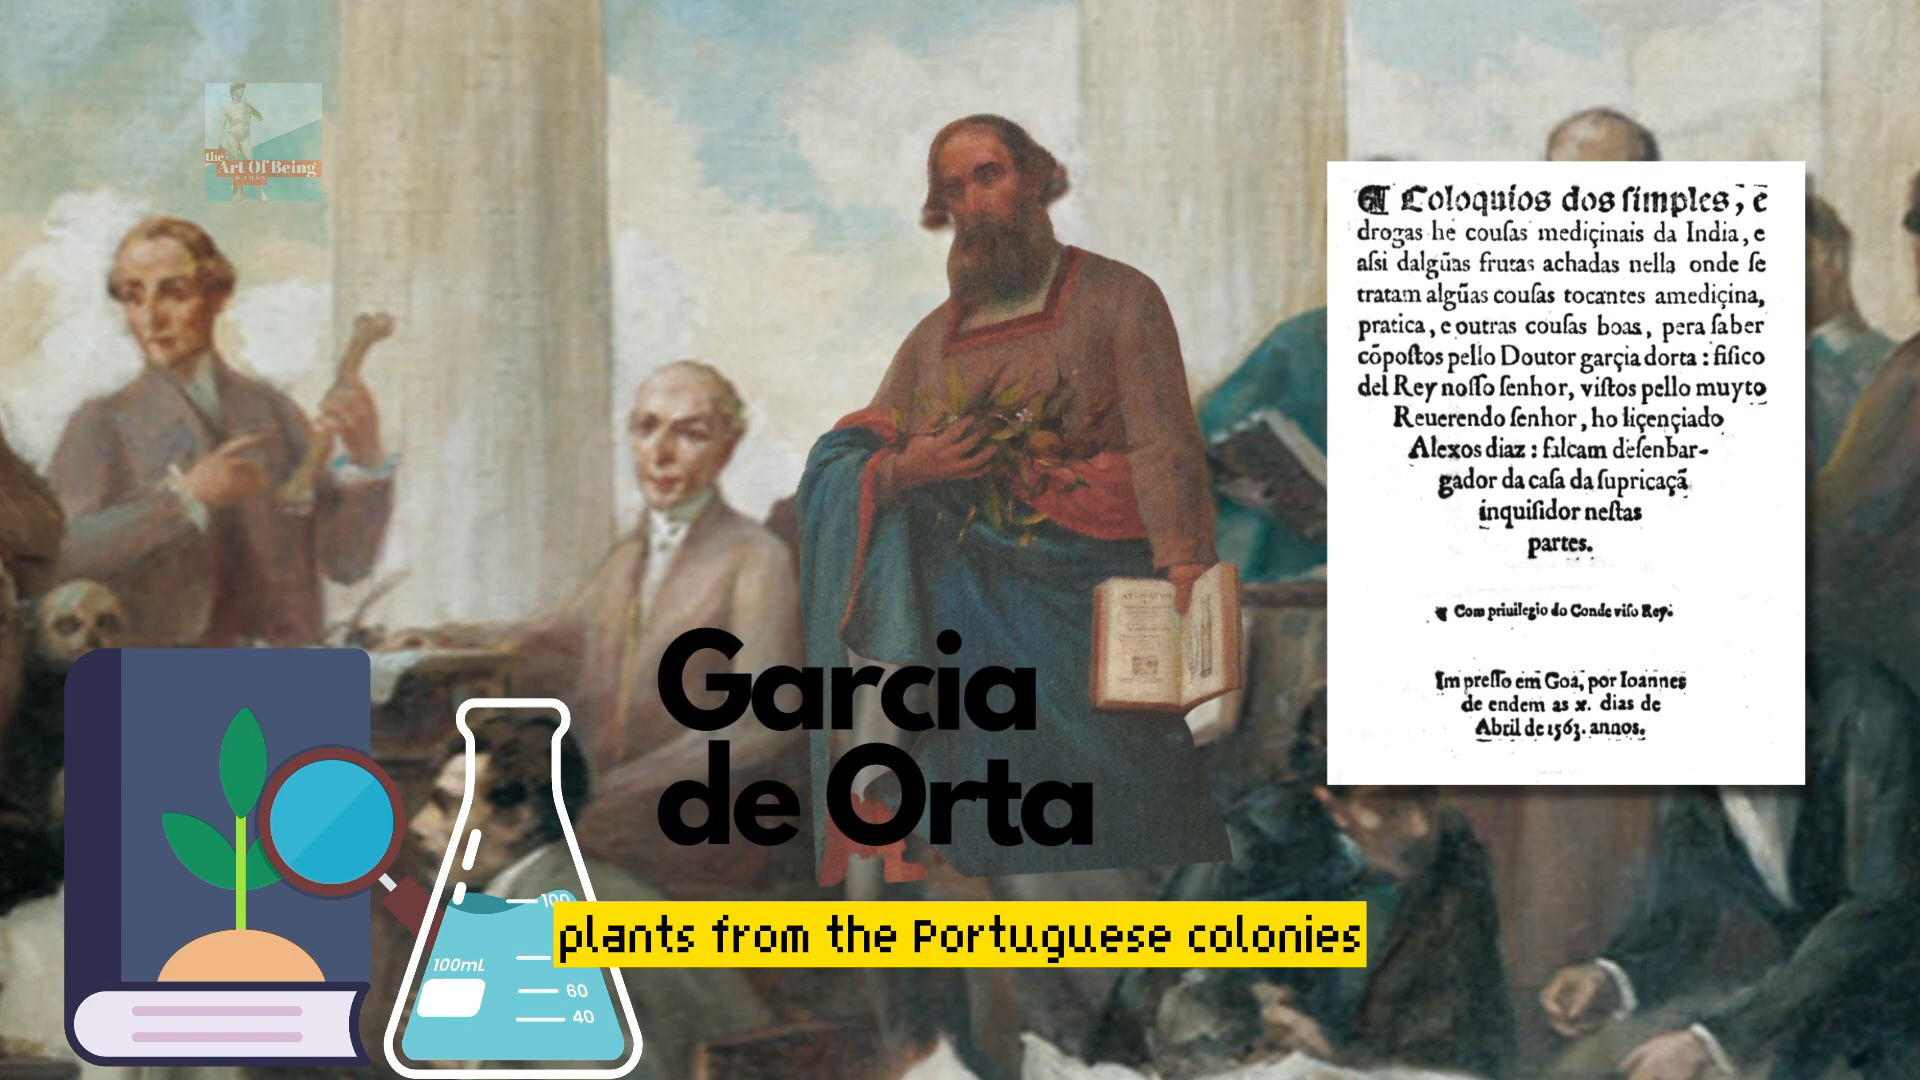 the
Art Of Being
HUMAN
¶ Coloquios dos ſimples, e
drogas he couſas mediçinais da India, e
aſsi dalgũas frutas achadas nella onde ſe
tratam algũas couſas tocantes amediçina,
pratica, e outras couſas boas, pera ſaber
cõpoſtos pello Doutor garçia dorta : fiſico
del Rey noſſo ſenhor, viſtos pello muyto
Reuerendo ſenhor, ho liçençiado
Alexos diaz : falcam deſenbar-
gador da caſa da ſupricaçã
inquiſidor neſtas
partes.
Com priuilegio do Conde viſo Rey.
Im preſſo em Goa, por Ioannes
de endem as x. dias de
Abril de 1563. annos.
Garcia
de Orta
100
plants from the Portuguese colonies
100mL
60
40